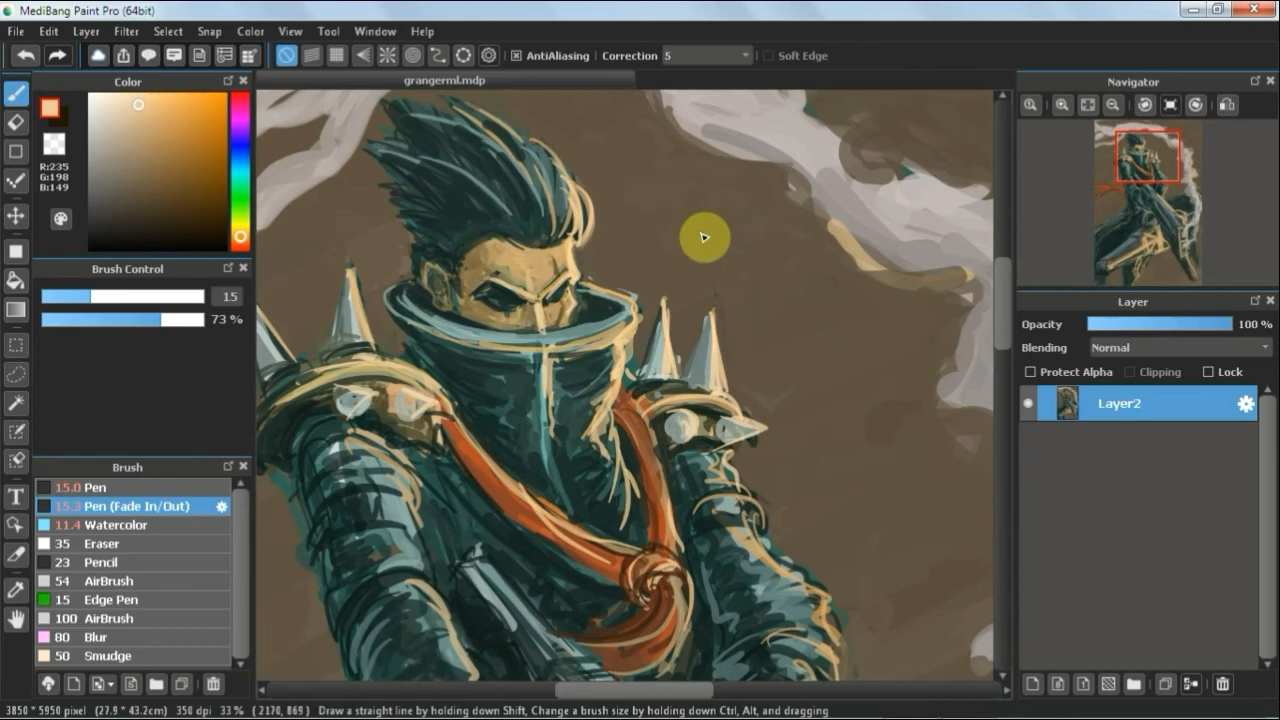 MediBang Paint Pro (64bit)
File Edit Layer Filter Select Snap Color View Tool Window Help
AntiAliasing Correction 5 Soft Edge
Color
grangerml.mdp
Navigator
R:235
G:198
B:149
Brush Control
15
73 %
Layer
Opacity 100 %
Blending Normal
Protect Alpha Clipping Lock
Layer2
Brush
15.0 Pen
15.3 Pen (Fade In/Out)
11.4 Watercolor
35 Eraser
23 Pencil
54 AirBrush
15 Edge Pen
100 AirBrush
80 Blur
50 Smudge
T
3850 * 5950 pixel (27.9 * 43.2cm) 350 dpi 33 % ( 2170, 869 ) Draw a straight line by holding down Shift, Change a brush size by holding down Ctrl, Alt, and dragging